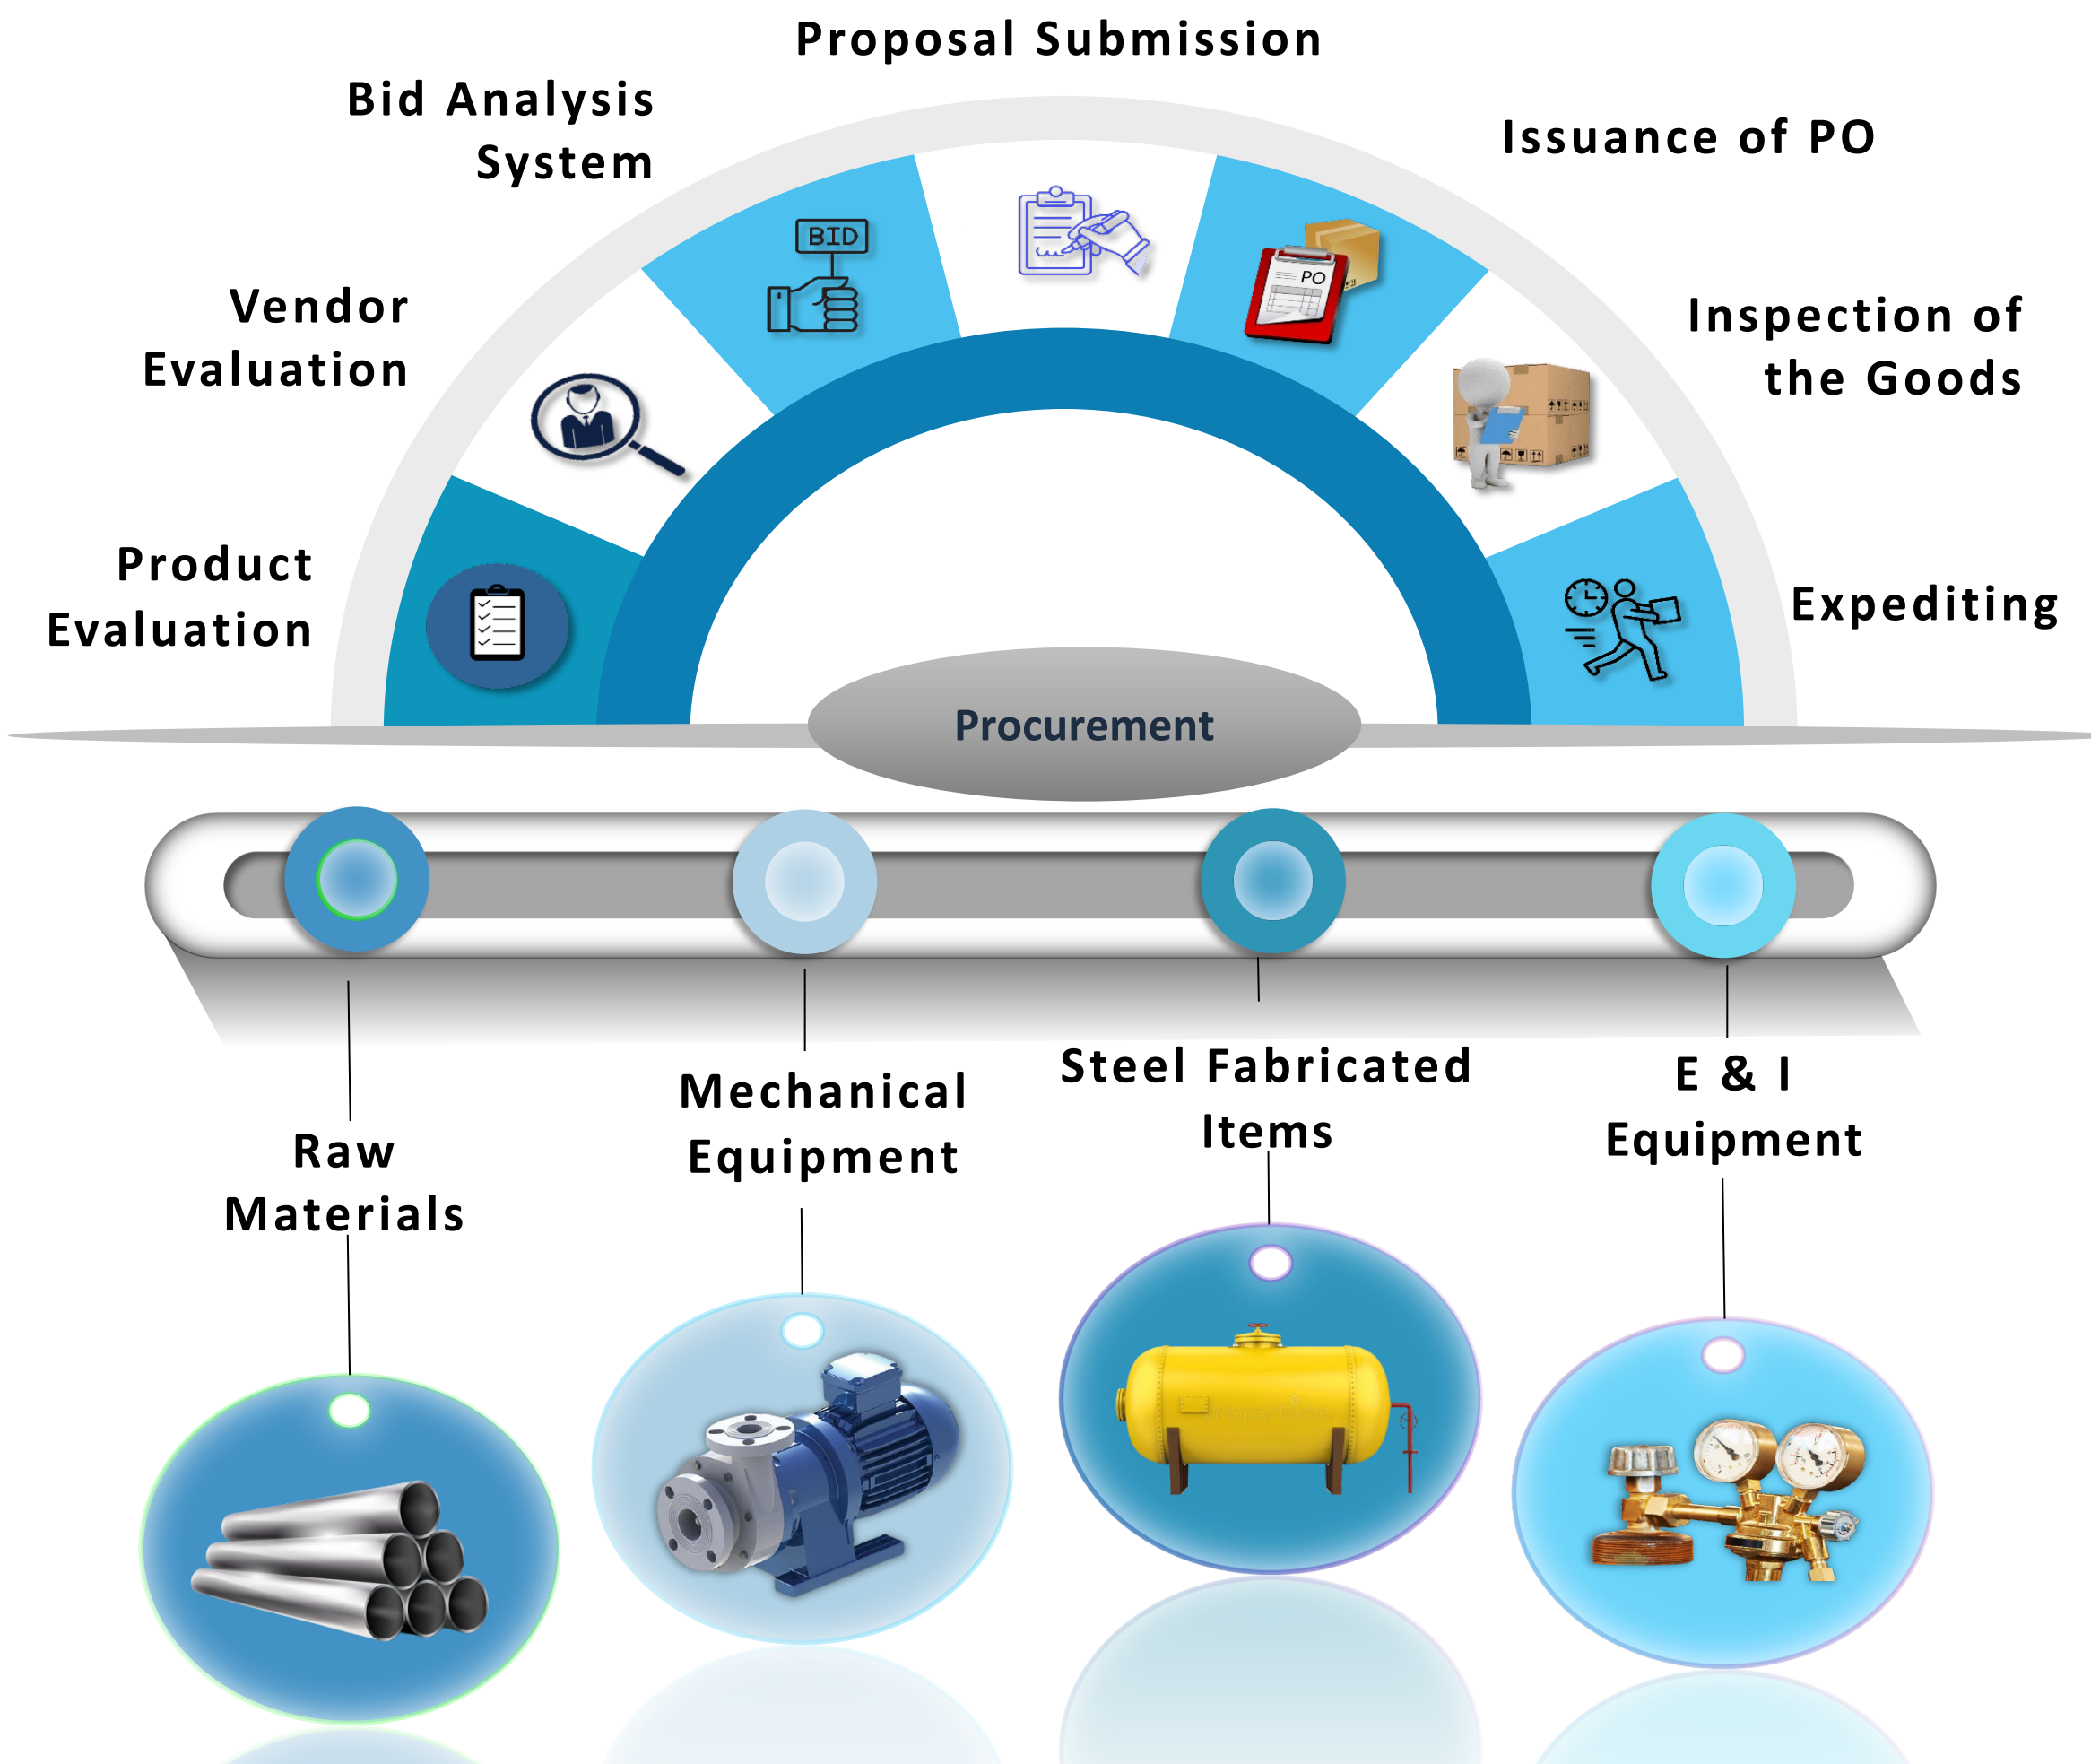 Proposal Submission
Bid Analysis
System
Issuance of PO
Vendor
Evaluation
Inspection of
the Goods
Product
Evaluation
Expediting
BID
PO
Procurement
Raw
Materials
Mechanical
Equipment
Steel Fabricated
Items
E & I
Equipment